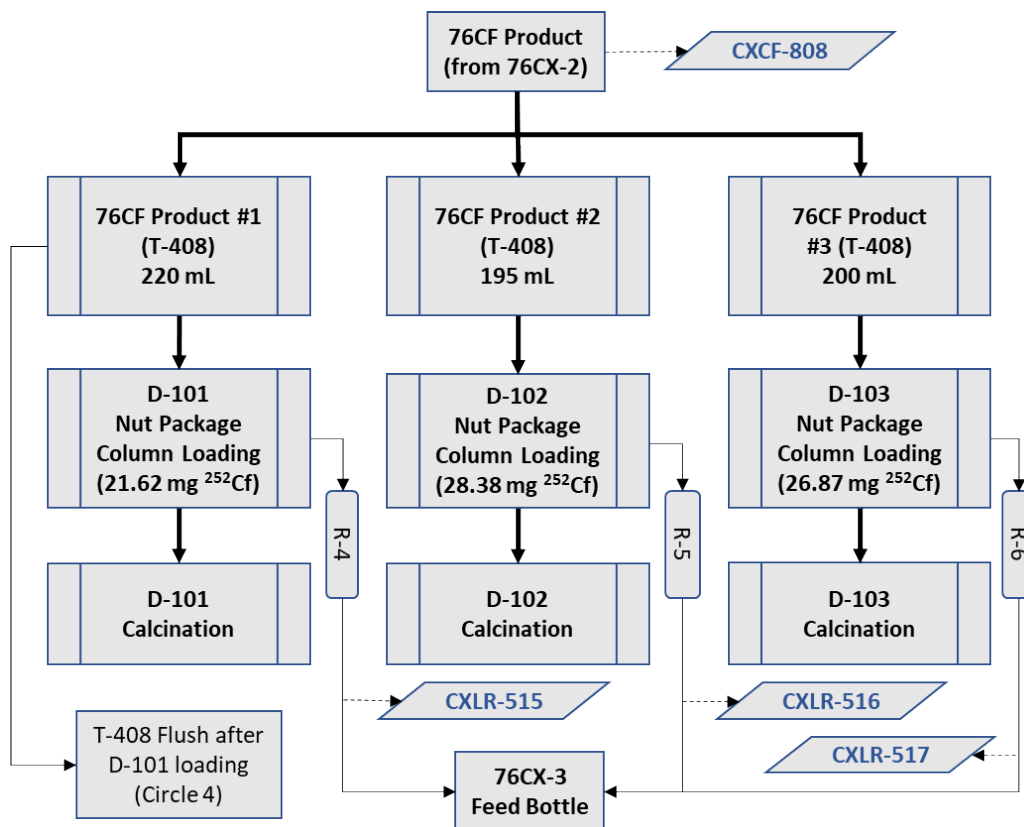 76CF Product
(from 76CX-2)
CXCF-808
76CF Product #1
(T-408)
220 mL
76CF Product #2
(T-408)
195 mL
76CF Product
#3 (T-408)
200 mL
D-101
Nut Package
Column Loading
(21.62 mg ²⁵²Cf)
D-102
Nut Package
Column Loading
(28.38 mg ²⁵²Cf)
D-103
Nut Package
Column Loading
(26.87 mg ²⁵²Cf)
R-4
R-5
R-6
D-101
Calcination
D-102
Calcination
D-103
Calcination
CXLR-515
CXLR-516
CXLR-517
T-408 Flush after
D-101 loading
(Circle 4)
76CX-3
Feed Bottle